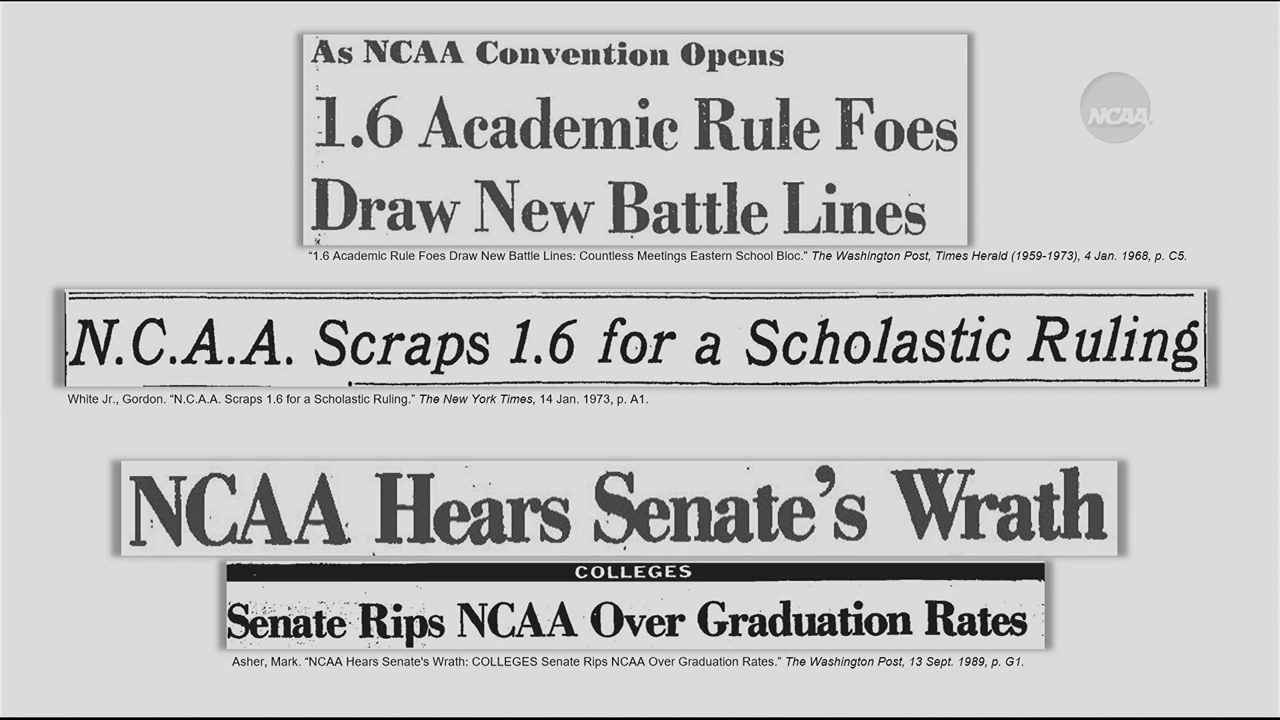 As NCAA Convention Opens
1.6 Academic Rule Foes
Draw New Battle Lines
NCAA
“1.6 Academic Rule Foes Draw New Battle Lines: Countless Meetings Eastern School Bloc.” The Washington Post, Times Herald (1959-1973), 4 Jan. 1968, p. C5.
N.C.A.A. Scraps 1.6 for a Scholastic Ruling
White Jr., Gordon. “N.C.A.A. Scraps 1.6 for a Scholastic Ruling.” The New York Times, 14 Jan. 1973, p. A1.
NCAA Hears Senate’s Wrath
COLLEGES
Senate Rips NCAA Over Graduation Rates
Asher, Mark. “NCAA Hears Senate's Wrath: COLLEGES Senate Rips NCAA Over Graduation Rates.” The Washington Post, 13 Sept. 1989, p. G1.